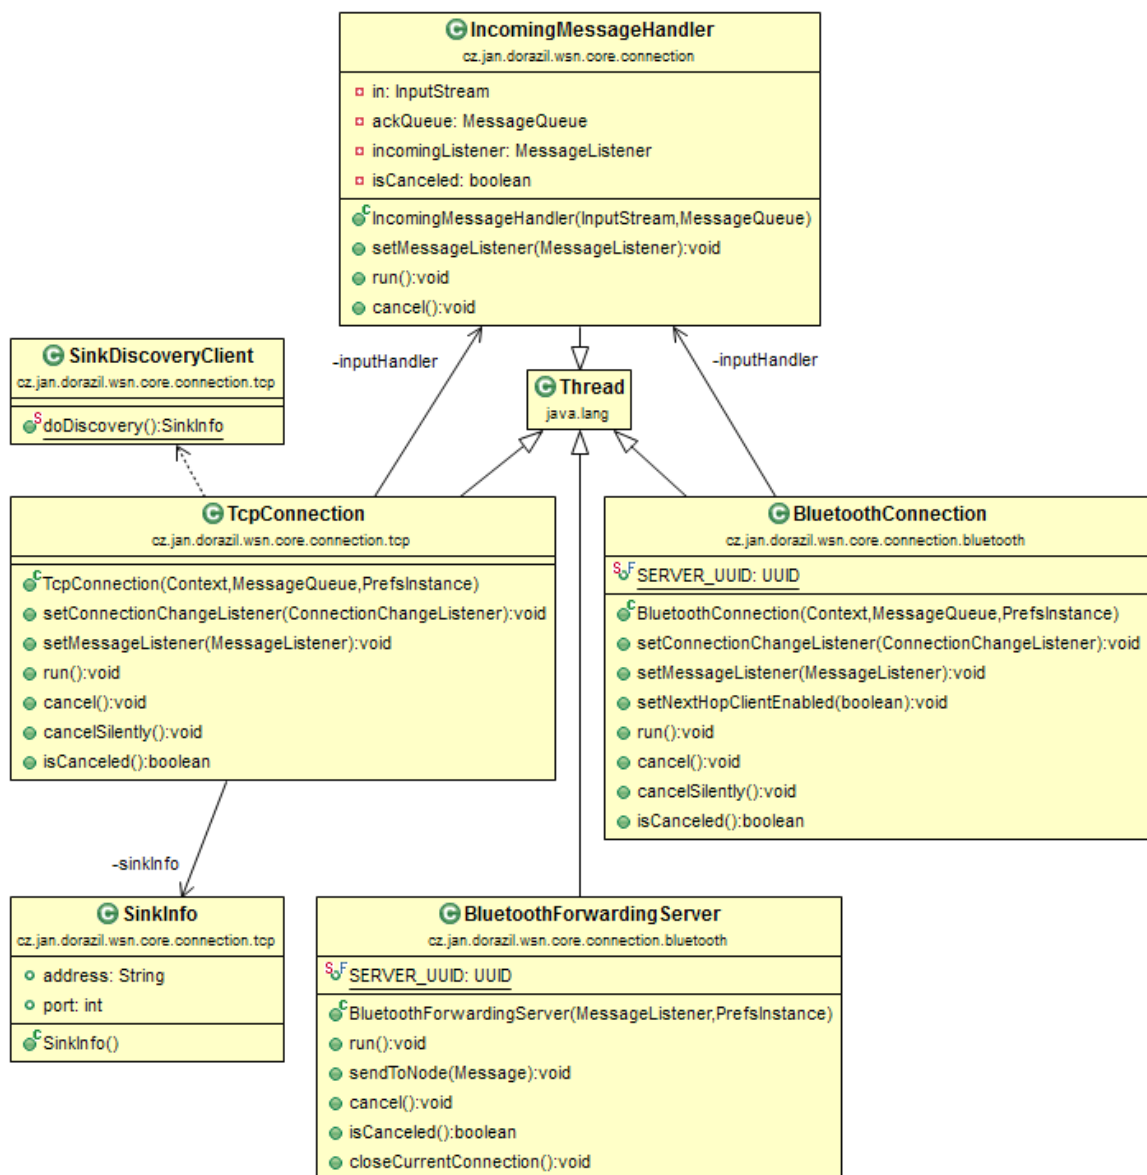 IncomingMessageHandler
cz.jan.dorazil.wsn.core.connection
in: InputStream
ackQueue: MessageQueue
incomingListener: MessageListener
isCanceled: boolean
IncomingMessageHandler(InputStream,MessageQueue)
setMessageListener(MessageListener):void
run():void
cancel():void
SinkDiscoveryClient
cz.jan.dorazil.wsn.core.connection.tcp
doDiscovery():SinkInfo
-inputHandler
-inputHandler
Thread
java.lang
TcpConnection
cz.jan.dorazil.wsn.core.connection.tcp
TcpConnection(Context,MessageQueue,PrefsInstance)
setConnectionChangeListener(ConnectionChangeListener):void
setMessageListener(MessageListener):void
run():void
cancel():void
cancelSilently():void
isCanceled():boolean
BluetoothConnection
cz.jan.dorazil.wsn.core.connection.bluetooth
SERVER_UUID: UUID
BluetoothConnection(Context,MessageQueue,PrefsInstance)
setConnectionChangeListener(ConnectionChangeListener):void
setMessageListener(MessageListener):void
setNextHopClientEnabled(boolean):void
run():void
cancel():void
cancelSilently():void
isCanceled():boolean
-sinkInfo
SinkInfo
cz.jan.dorazil.wsn.core.connection.tcp
address: String
port: int
SinkInfo()
BluetoothForwardingServer
cz.jan.dorazil.wsn.core.connection.bluetooth
SERVER_UUID: UUID
BluetoothForwardingServer(MessageListener,PrefsInstance)
run():void
sendToNode(Message):void
cancel():void
isCanceled():boolean
closeCurrentConnection():void